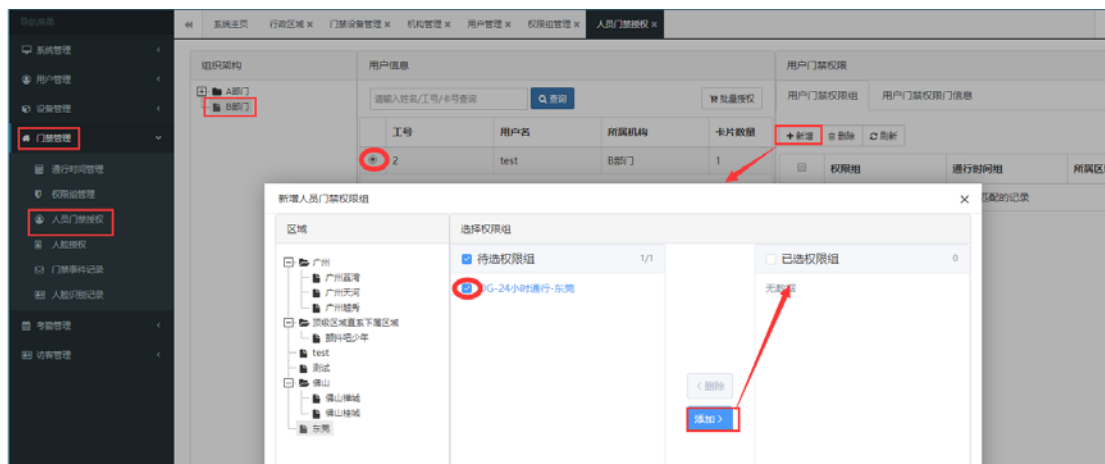 导航菜单
系统管理
用户管理
设备管理
门禁管理
通行时间管理
权限组管理
人员门禁授权
人脸授权
门禁事件记录
人脸识别记录
考勤管理
访客管理
系统主页 行政区域 × 门禁设备管理 × 机构管理 × 用户管理 × 权限组管理 × 人员门禁授权 ×
组织架构
A部门
B部门
用户信息
请输入姓名/工号/卡号查询 查询 批量授权
工号 用户名 所属机构 卡片数量
2 test B部门 1
用户门禁权限
用户门禁权限组 用户门禁权限门信息
+新增 删除 刷新
权限组 通行时间组 所属区
匹配的记录
新增人员门禁权限组 ×
区域
广州
广州荔湾
广州天河
广州越秀
顶级区域直系下属区域
额抖吧少年
test
测试
佛山
佛山禅城
佛山桂城
东莞
选择权限组
待选权限组 1/1
DG-24小时通行-东莞
< 删除
添加 >
已选权限组 0
无数据